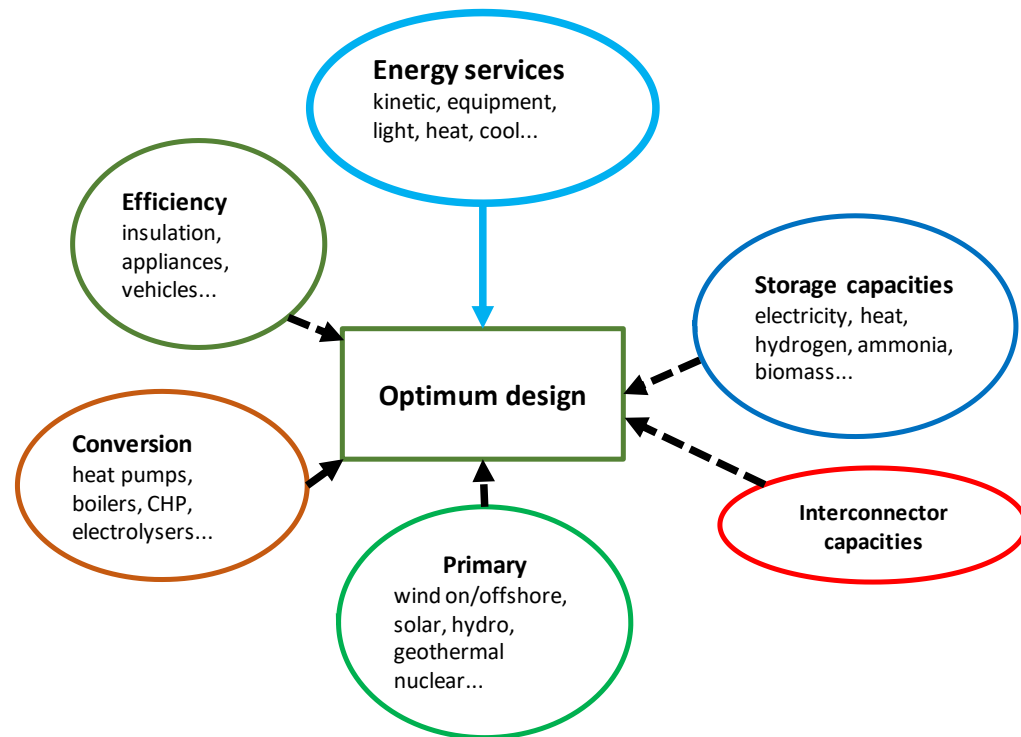 Energy services
kinetic, equipment,
light, heat, cool...
Efficiency
insulation,
appliances,
vehicles...
Storage capacities
electricity, heat,
hydrogen, ammonia,
biomass...
Optimum design
Conversion
heat pumps,
boilers, CHP,
electrolysers...
Interconnector
capacities
Primary
wind on/offshore,
solar, hydro,
geothermal
nuclear...